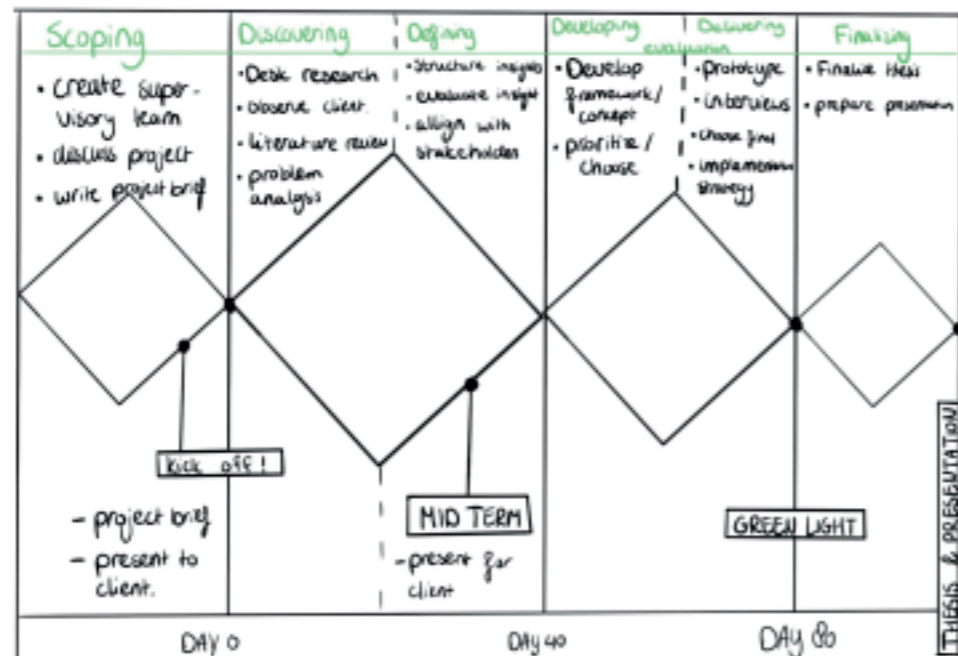 Scoping
• create super-
visory team
• discuss project
• write project brief
Discovering
• Desk research
• observe client.
• literature review
• problem
analysis
Defining
• structure insights
• evaluate insight
• allign with
stakeholder
Developing
• Develop
framework/
concept
• prioritise /
choose
Delivering
evaluation
• prototype
• interviews
• choose final
• implementation
strategy
Finalizing
• Finalize thesis
• prepare presentation
kick off!
– project brief
– present to
client.
MID TERM
– present for
client
GREEN LIGHT
THESIS & PRESENTATION
DAY 0
DAY 40
DAY 80